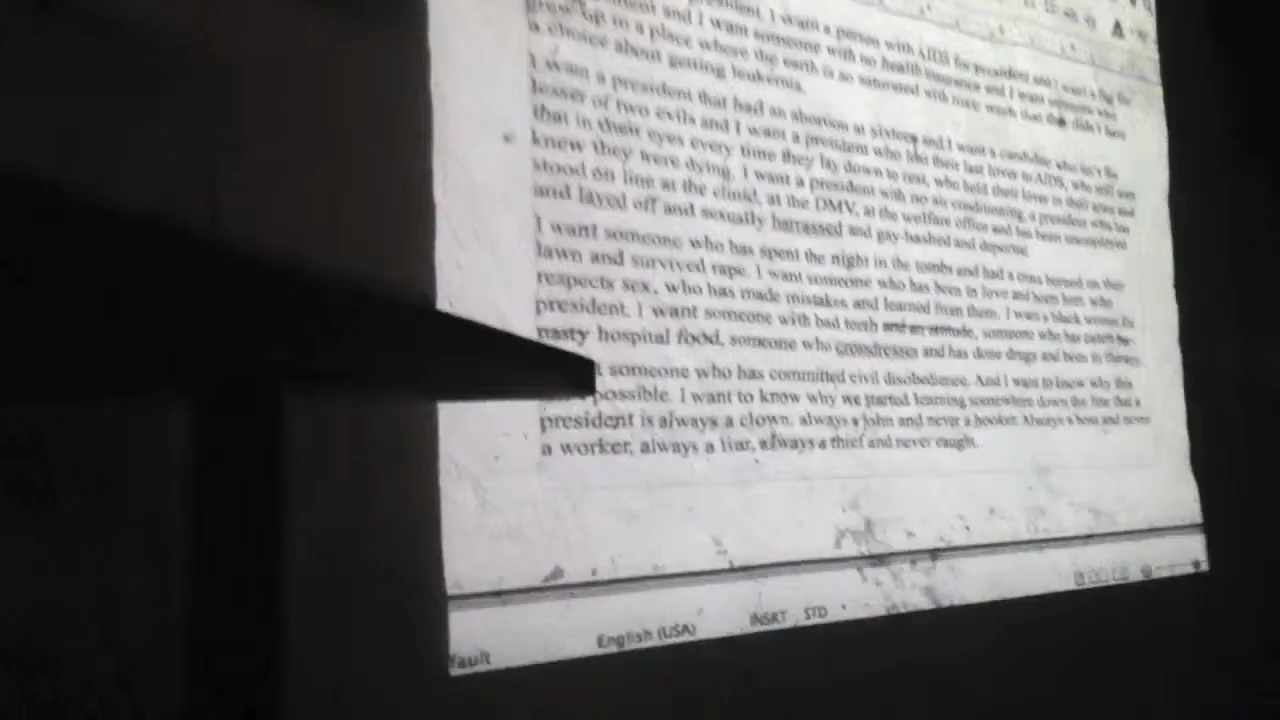 president. I want a person with AIDS for president and I want a fag for
and I want someone with no health insurance and I want someone who
grew up in a place where the earth is so saturated with toxic waste that they didn't have
a choice about getting leukemia.
I want a president that had an abortion at sixteen and I want a candidate who isn't the
lesser of two evils and I want a president who lost their last lover to AIDS, who still sees
that in their eyes every time they lay down to rest, who held their lover in their arms and
knew they were dying. I want a president with no air conditioning, a president who has
stood on line at the clinic, at the DMV, at the welfare office and has been unemployed
and layed off and sexually harrassed and gay-bashed and deported.
I want someone who has spent the night in the tombs and had a cross burned on their
lawn and survived rape. I want someone who has been in love and been hurt, who
respects sex, who has made mistakes and learned from them. I want a black woman for
president. I want someone with bad teeth and an attitude, someone who has eaten
nasty hospital food, someone who crossdresses and has done drugs and been in therapy.
someone who has committed civil disobedience. And I want to know why this
possible. I want to know why we started learning somewhere down the line that a
president is always a clown, always a john and never a hooker. Always a boss and never
a worker, always a liar, always a thief and never caught.
fault English (USA) INSRT STD